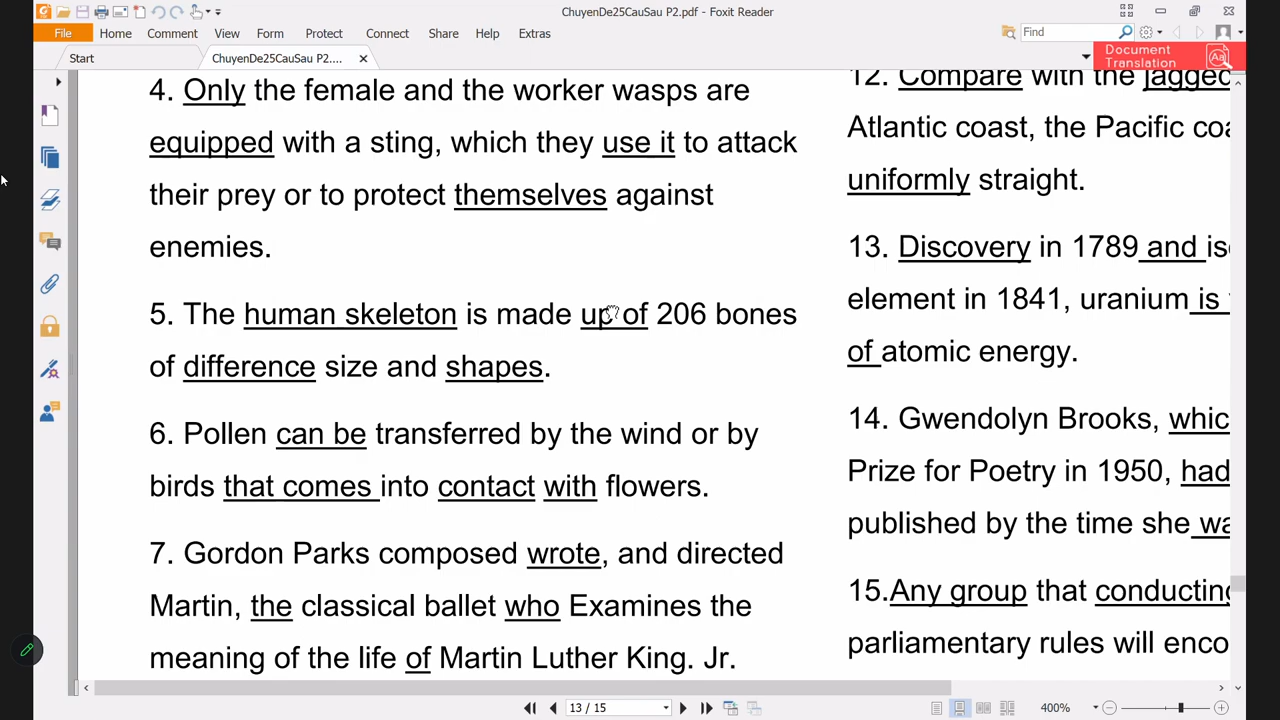 ChuyenDe25CauSau P2.pdf - Foxit Reader
File Home Comment View Form Protect Connect Share Help Extras Find
Start ChuyenDe25CauSau P2....
Document
Translation
4. Only the female and the worker wasps are
equipped with a sting, which they use it to attack
their prey or to protect themselves against
enemies.
5. The human skeleton is made up of 206 bones
of difference size and shapes.
6. Pollen can be transferred by the wind or by
birds that comes into contact with flowers.
7. Gordon Parks composed wrote, and directed
Martin, the classical ballet who Examines the
meaning of the life of Martin Luther King. Jr.
12. Compare with the jagged
Atlantic coast, the Pacific coa
uniformly straight.
13. Discovery in 1789 and is
element in 1841, uranium is
of atomic energy.
14. Gwendolyn Brooks, whic
Prize for Poetry in 1950, had
published by the time she wa
15.Any group that conducting
parliamentary rules will enco
13 / 15
400%